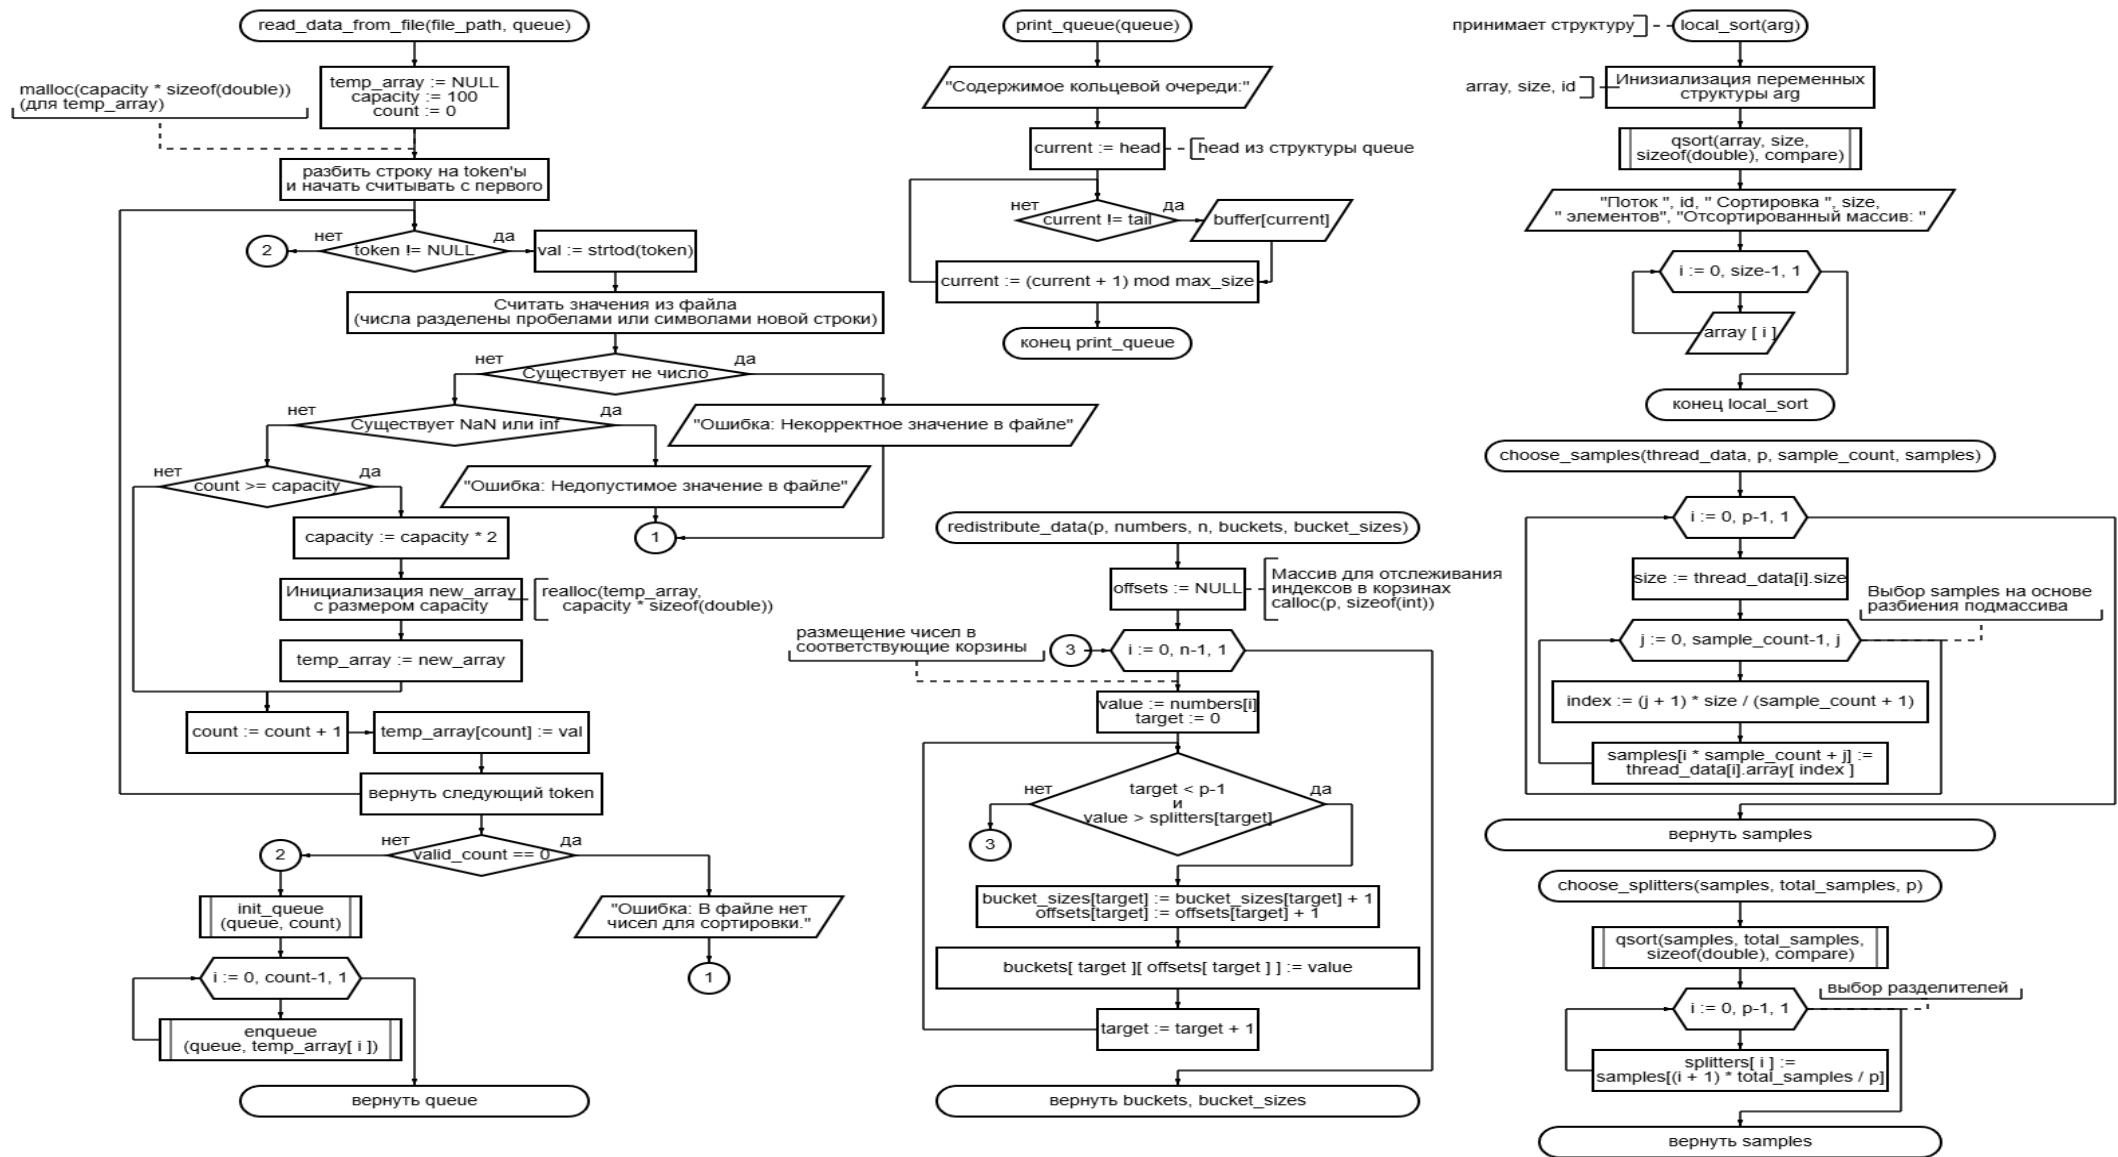 read_data_from_file(file_path, queue)
malloc(capacity * sizeof(double))
(для temp_array)
temp_array := NULL
capacity := 100
count := 0
разбить строку на token'ы
и начать считывать с первого
нет
да
2
token != NULL
val := strtod(token)
Считать значения из файла
(числа разделены пробелами или символами новой строки)
нет
да
Существует не число
нет
да
Существует NaN или inf
"Ошибка: Некорректное значение в файле"
нет
да
count >= capacity
"Ошибка: Недопустимое значение в файле"
capacity := capacity * 2
1
Инициализация new_array
с размером capacity
realloc(temp_array,
capacity * sizeof(double))
temp_array := new_array
count := count + 1
temp_array[count] := val
вернуть следующий token
нет
да
2
valid_count == 0
init_queue
(queue, count)
"Ошибка: В файле нет
чисел для сортировки."
i := 0, count-1, 1
1
enqueue
(queue, temp_array[ i ])
вернуть queue
print_queue(queue)
"Содержимое кольцевой очереди:"
current := head
head из структуры queue
нет
да
current != tail
buffer[current]
current := (current + 1) mod max_size
конец print_queue
redistribute_data(p, numbers, n, buckets, bucket_sizes)
offsets := NULL
Массив для отслеживания
индексов в корзинах
calloc(p, sizeof(int))
размещение чисел в
соответствующие корзины
3
i := 0, n-1, 1
value := numbers[i]
target := 0
нет
да
target < p-1
и
value > splitters[target]
3
bucket_sizes[target] := bucket_sizes[target] + 1
offsets[target] := offsets[target] + 1
buckets[ target ][ offsets[ target ] ] := value
target := target + 1
вернуть buckets, bucket_sizes
принимает структуру
local_sort(arg)
array, size, id
Инизиализация переменных
структуры arg
qsort(array, size,
sizeof(double), compare)
"Поток ", id, " Сортировка ", size,
" элементов", "Отсортированный массив: "
i := 0, size-1, 1
array [ i ]
конец local_sort
choose_samples(thread_data, p, sample_count, samples)
i := 0, p-1, 1
size := thread_data[i].size
Выбор samples на основе
разбиения подмассива
j := 0, sample_count-1, j
index := (j + 1) * size / (sample_count + 1)
samples[i * sample_count + j] :=
thread_data[i].array[ index ]
вернуть samples
choose_splitters(samples, total_samples, p)
qsort(samples, total_samples,
sizeof(double), compare)
выбор разделителей
i := 0, p-1, 1
splitters[ i ] :=
samples[(i + 1) * total_samples / p]
вернуть samples